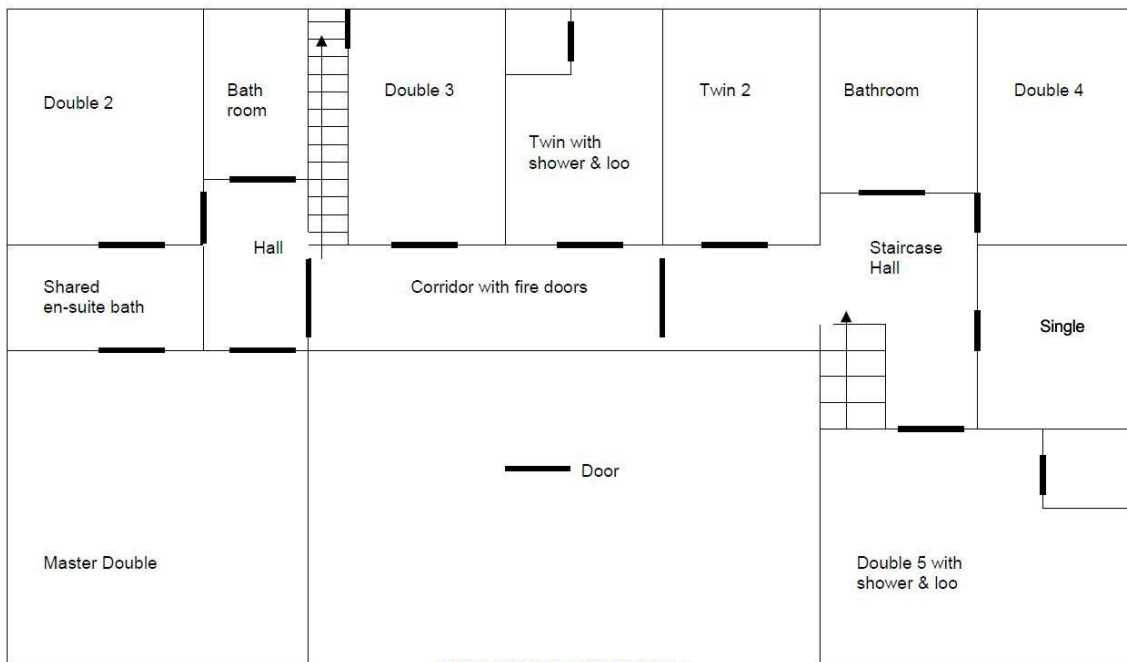 Double 2
Bath
room
Double 3
Twin with
shower & loo
Twin 2
Bathroom
Double 4
Hall
Staircase
Hall
Shared
en-suite bath
Corridor with fire doors
Single
Door
Master Double
Double 5 with
shower & loo